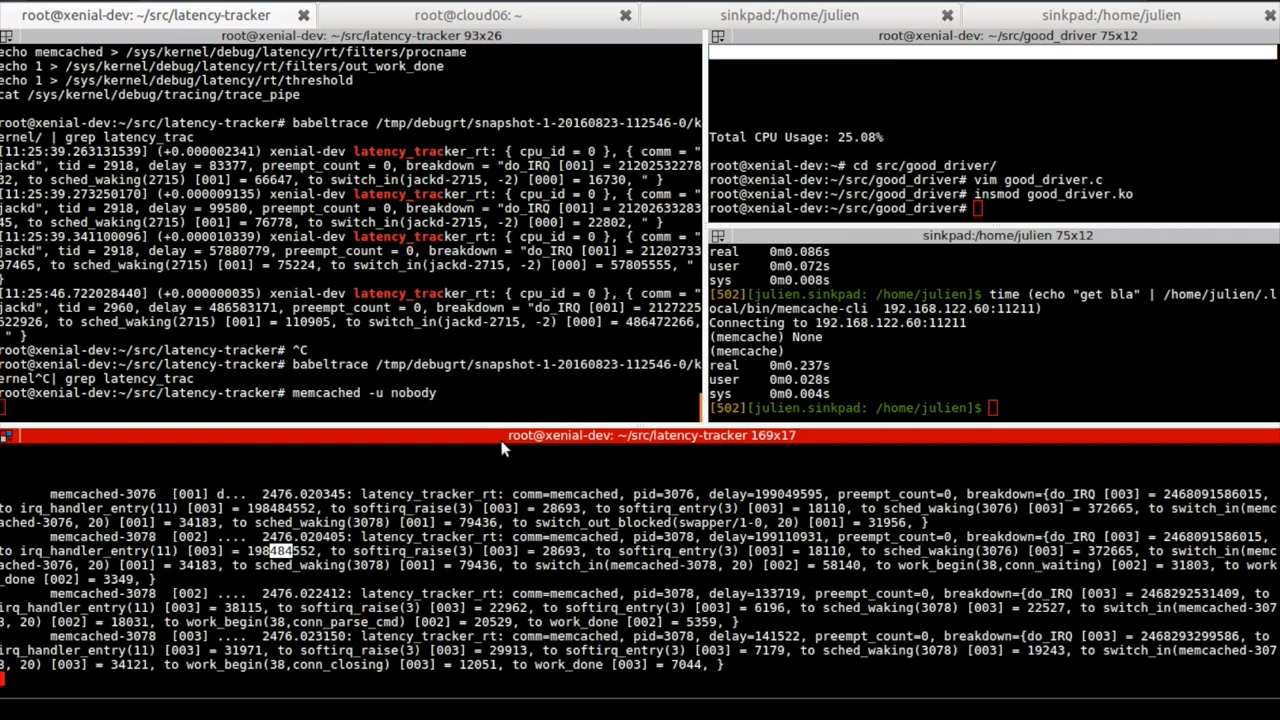 root@xenial-dev: ~/src/latency-tracker
root@cloud06: ~
sinkpad:/home/julien
sinkpad:/home/julien
root@xenial-dev: ~/src/latency-tracker 93x26
echo memcached > /sys/kernel/debug/latency/rt/filters/procname
echo 1 > /sys/kernel/debug/latency/rt/filters/out_work_done
echo 1 > /sys/kernel/debug/latency/rt/threshold
cat /sys/kernel/debug/tracing/trace_pipe
root@xenial-dev:~/src/latency-tracker# babeltrace /tmp/debugrt/snapshot-1-20160823-112546-0/k
ernel/ | grep latency_trac
[11:25:39.263131539] (+0.000002341) xenial-dev latency_tracker_rt: { cpu_id = 0 }, { comm = "
jackd", tid = 2918, delay = 83377, preempt_count = 0, breakdown = "do_IRQ [001] = 21202532278
32, to sched_waking(2715) [001] = 66647, to switch_in(jackd-2715, -2) [000] = 16730, " }
[11:25:39.273250170] (+0.000009135) xenial-dev latency_tracker_rt: { cpu_id = 0 }, { comm = "
jackd", tid = 2918, delay = 99580, preempt_count = 0, breakdown = "do_IRQ [001] = 21202633283
45, to sched_waking(2715) [001] = 76778, to switch_in(jackd-2715, -2) [000] = 22802, " }
[11:25:39.341100096] (+0.000010339) xenial-dev latency_tracker_rt: { cpu_id = 0 }, { comm = "
jackd", tid = 2918, delay = 57880779, preempt_count = 0, breakdown = "do_IRQ [001] = 21202733
97465, to sched_waking(2715) [001] = 75224, to switch_in(jackd-2715, -2) [000] = 57805555, "
}
[11:25:46.722028440] (+0.000000035) xenial-dev latency_tracker_rt: { cpu_id = 0 }, { comm = "
jackd", tid = 2960, delay = 486583171, preempt_count = 0, breakdown = "do_IRQ [001] = 2127225
522926, to sched_waking(2715) [001] = 110905, to switch_in(jackd-2715, -2) [000] = 486472266,
" }
root@xenial-dev:~/src/latency-tracker# ^C
root@xenial-dev:~/src/latency-tracker# babeltrace /tmp/debugrt/snapshot-1-20160823-112546-0/k
ernel^C| grep latency_trac
root@xenial-dev:~/src/latency-tracker# memcached -u nobody
root@xenial-dev: ~/src/good_driver 75x12
Total CPU Usage: 25.08%
root@xenial-dev:~# cd src/good_driver/
root@xenial-dev:~/src/good_driver# vim good_driver.c
root@xenial-dev:~/src/good_driver# insmod good_driver.ko
root@xenial-dev:~/src/good_driver#
sinkpad:/home/julien 75x12
real 0m0.086s
user 0m0.072s
sys 0m0.008s
[502][julien.sinkpad: /home/julien]$ time (echo "get bla" | /home/julien/.l
ocal/bin/memcache-cli 192.168.122.60:11211)
Connecting to 192.168.122.60:11211
(memcache) None
(memcache)
real 0m0.237s
user 0m0.028s
sys 0m0.004s
[502][julien.sinkpad: /home/julien]$
root@xenial-dev: ~/src/latency-tracker 169x17
memcached-3076 [001] d... 2476.020345: latency_tracker_rt: comm=memcached, pid=3076, delay=199049595, preempt_count=0, breakdown={do_IRQ [003] = 2468091586015,
to irq_handler_entry(11) [003] = 198484552, to softirq_raise(3) [003] = 28693, to softirq_entry(3) [003] = 18110, to sched_waking(3076) [003] = 372665, to switch_in(mem
ached-3076, 20) [001] = 34183, to sched_waking(3078) [001] = 79436, to switch_out_blocked(swapper/1-0, 20) [001] = 31956, }
memcached-3078 [002] .... 2476.020405: latency_tracker_rt: comm=memcached, pid=3078, delay=199110931, preempt_count=0, breakdown={do_IRQ [003] = 2468091586015,
to irq_handler_entry(11) [003] = 198484552, to softirq_raise(3) [003] = 28693, to softirq_entry(3) [003] = 18110, to sched_waking(3076) [003] = 372665, to switch_in(memc
ached-3076, 20) [001] = 34183, to sched_waking(3078) [001] = 79436, to switch_in(memcached-3078, 20) [002] = 58140, to work_begin(38,conn_waiting) [002] = 31803, to work
_done [002] = 3349, }
memcached-3078 [002] .... 2476.022412: latency_tracker_rt: comm=memcached, pid=3078, delay=133719, preempt_count=0, breakdown={do_IRQ [003] = 2468292531409, to
irq_handler_entry(11) [003] = 38115, to softirq_raise(3) [003] = 22962, to softirq_entry(3) [003] = 6196, to sched_waking(3078) [003] = 22527, to switch_in(memcached-307
8, 20) [002] = 18031, to work_begin(38,conn_parse_cmd) [002] = 20529, to work_done [002] = 5359, }
memcached-3078 [003] .... 2476.023150: latency_tracker_rt: comm=memcached, pid=3078, delay=141522, preempt_count=0, breakdown={do_IRQ [003] = 2468293299586, to
irq_handler_entry(11) [003] = 31971, to softirq_raise(3) [003] = 29913, to softirq_entry(3) [003] = 7179, to sched_waking(3078) [003] = 19243, to switch_in(memcached-307
8, 20) [003] = 34121, to work_begin(38,conn_closing) [003] = 12051, to work_done [003] = 7044, }